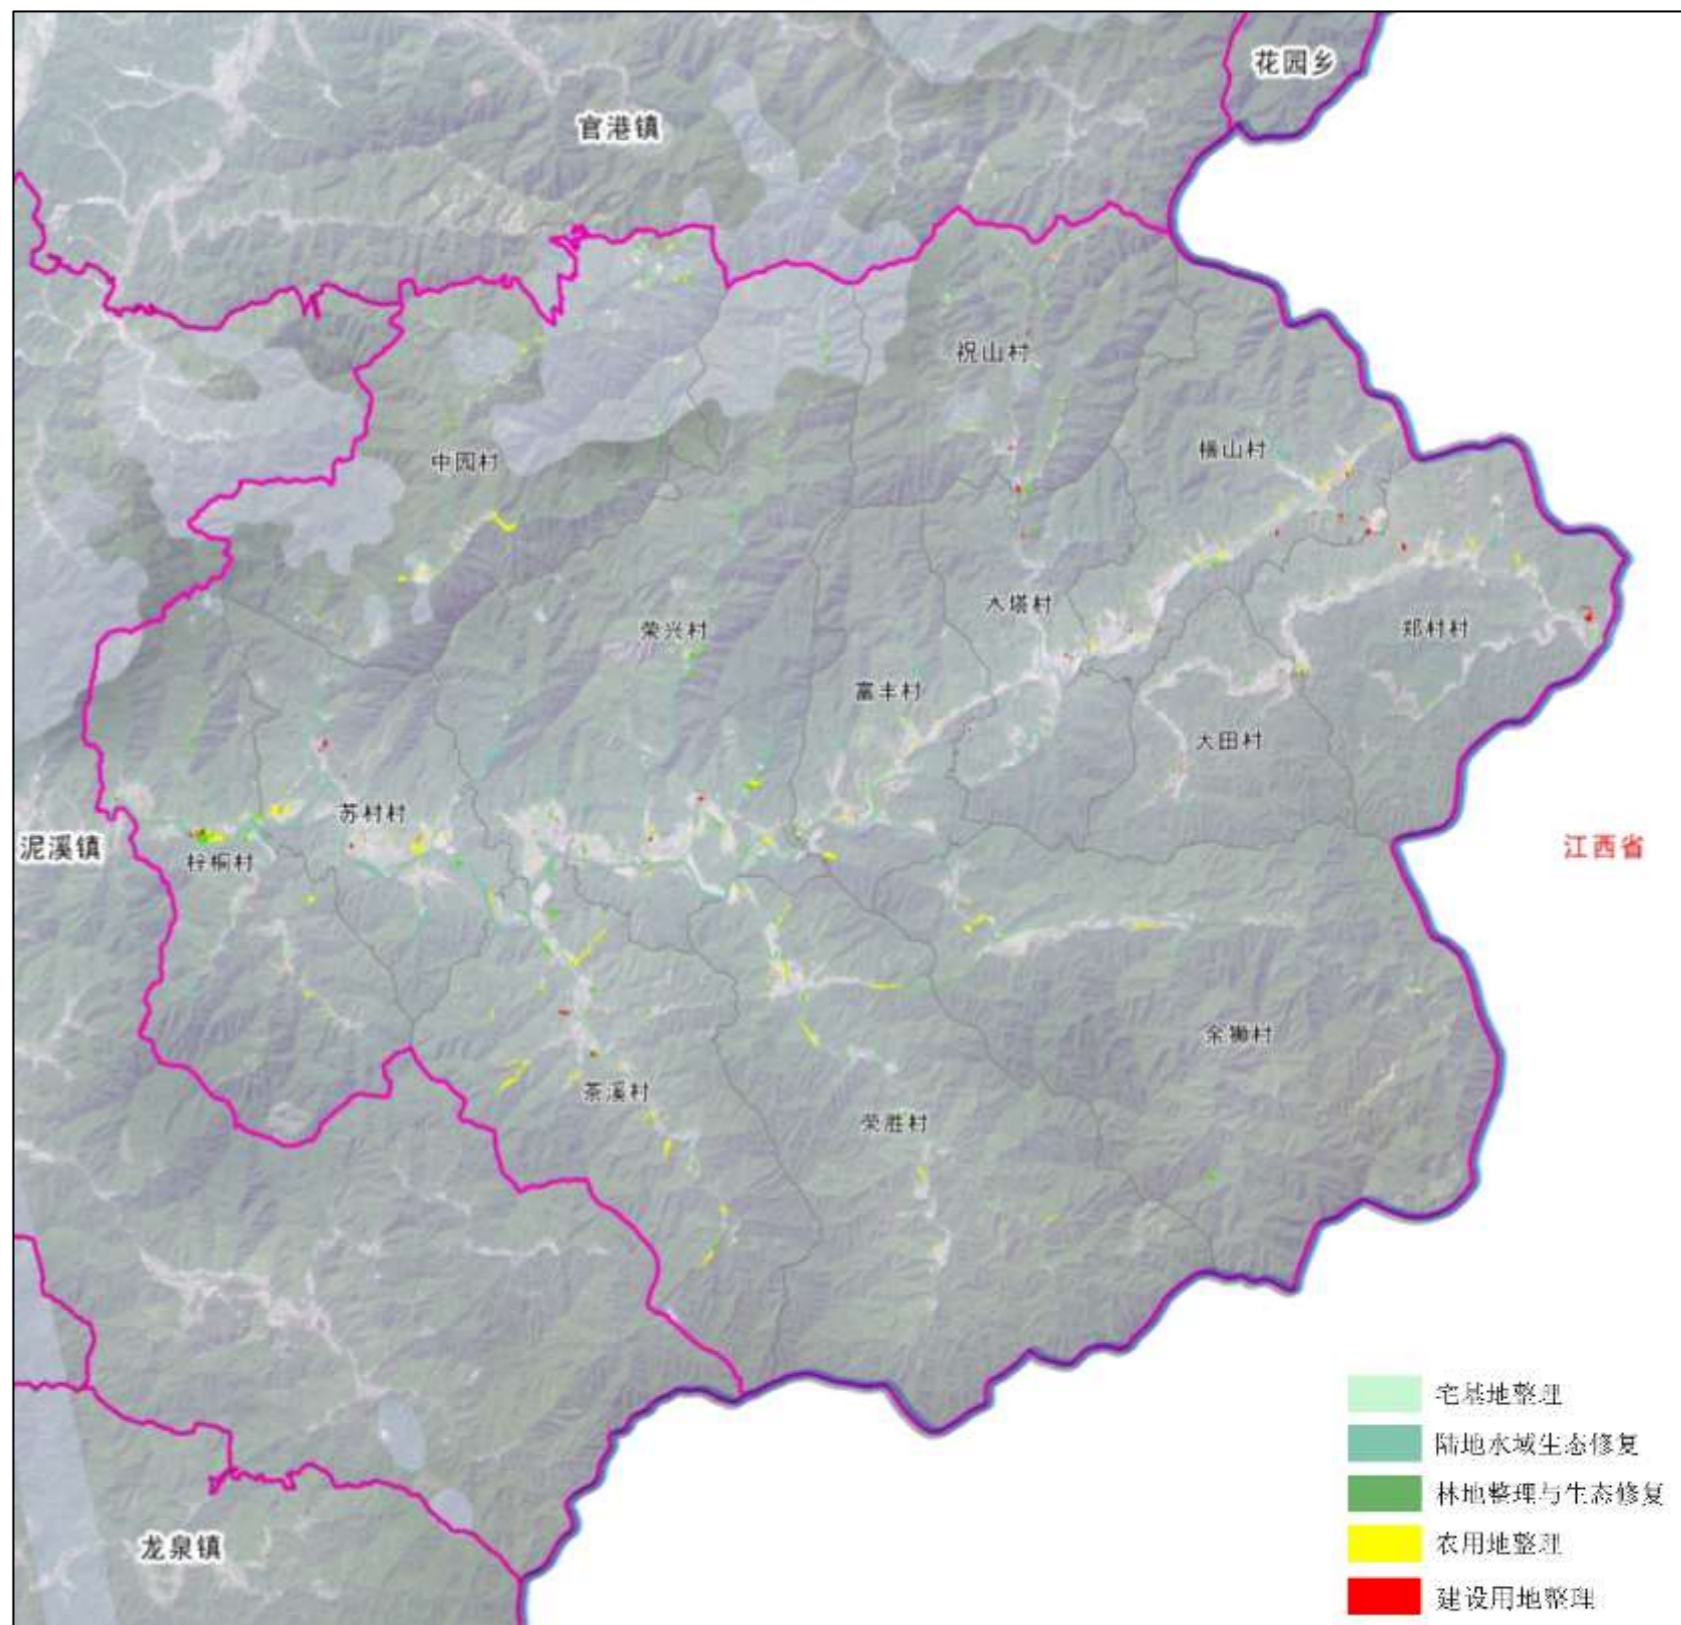 花园乡
官港镇
祝山村
楊山村
中园村
木塔村
荣兴村
郑村村
富丰村
大田村
苏村村
泥溪镇
梓桐村
江西省
余狮村
茶溪村
荣胜村
宅基地整理
陆地水域生态修复
林地整理与生态修复
农用地整理
龙泉镇
建设用地整理